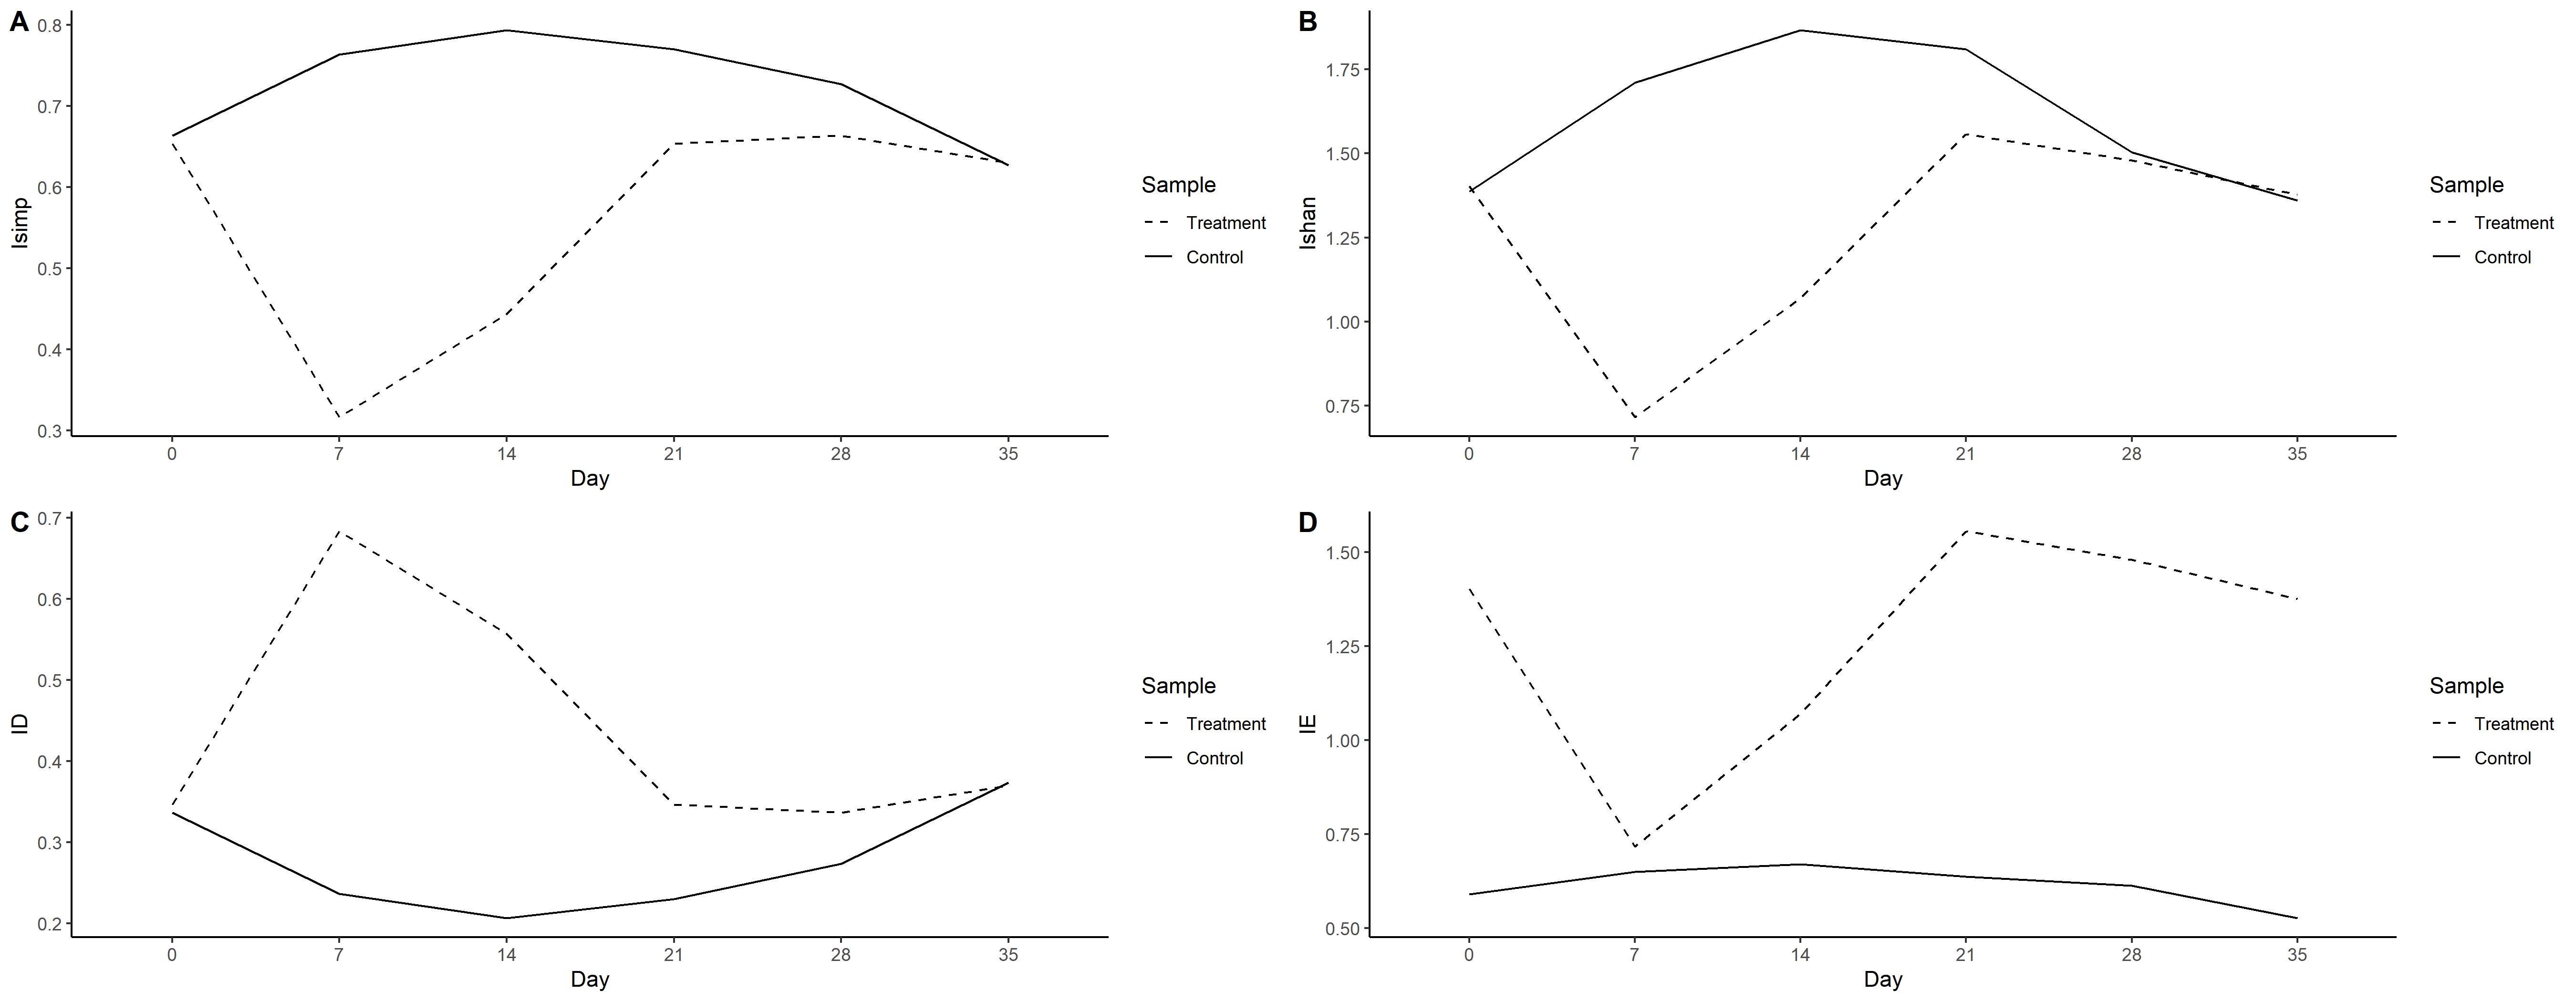 A
Isimp
0.8
0.7
0.6
0.5
0.4
0.3
0 7 14 21 28 35
Day
Sample
Treatment
Control
B
Ishan
1.75
1.50
1.25
1.00
0.75
0 7 14 21 28 35
Day
Sample
Treatment
Control
C
ID
0.7
0.6
0.5
0.4
0.3
0.2
0 7 14 21 28 35
Day
Sample
Treatment
Control
D
IE
1.50
1.25
1.00
0.75
0.50
0 7 14 21 28 35
Day
Sample
Treatment
Control